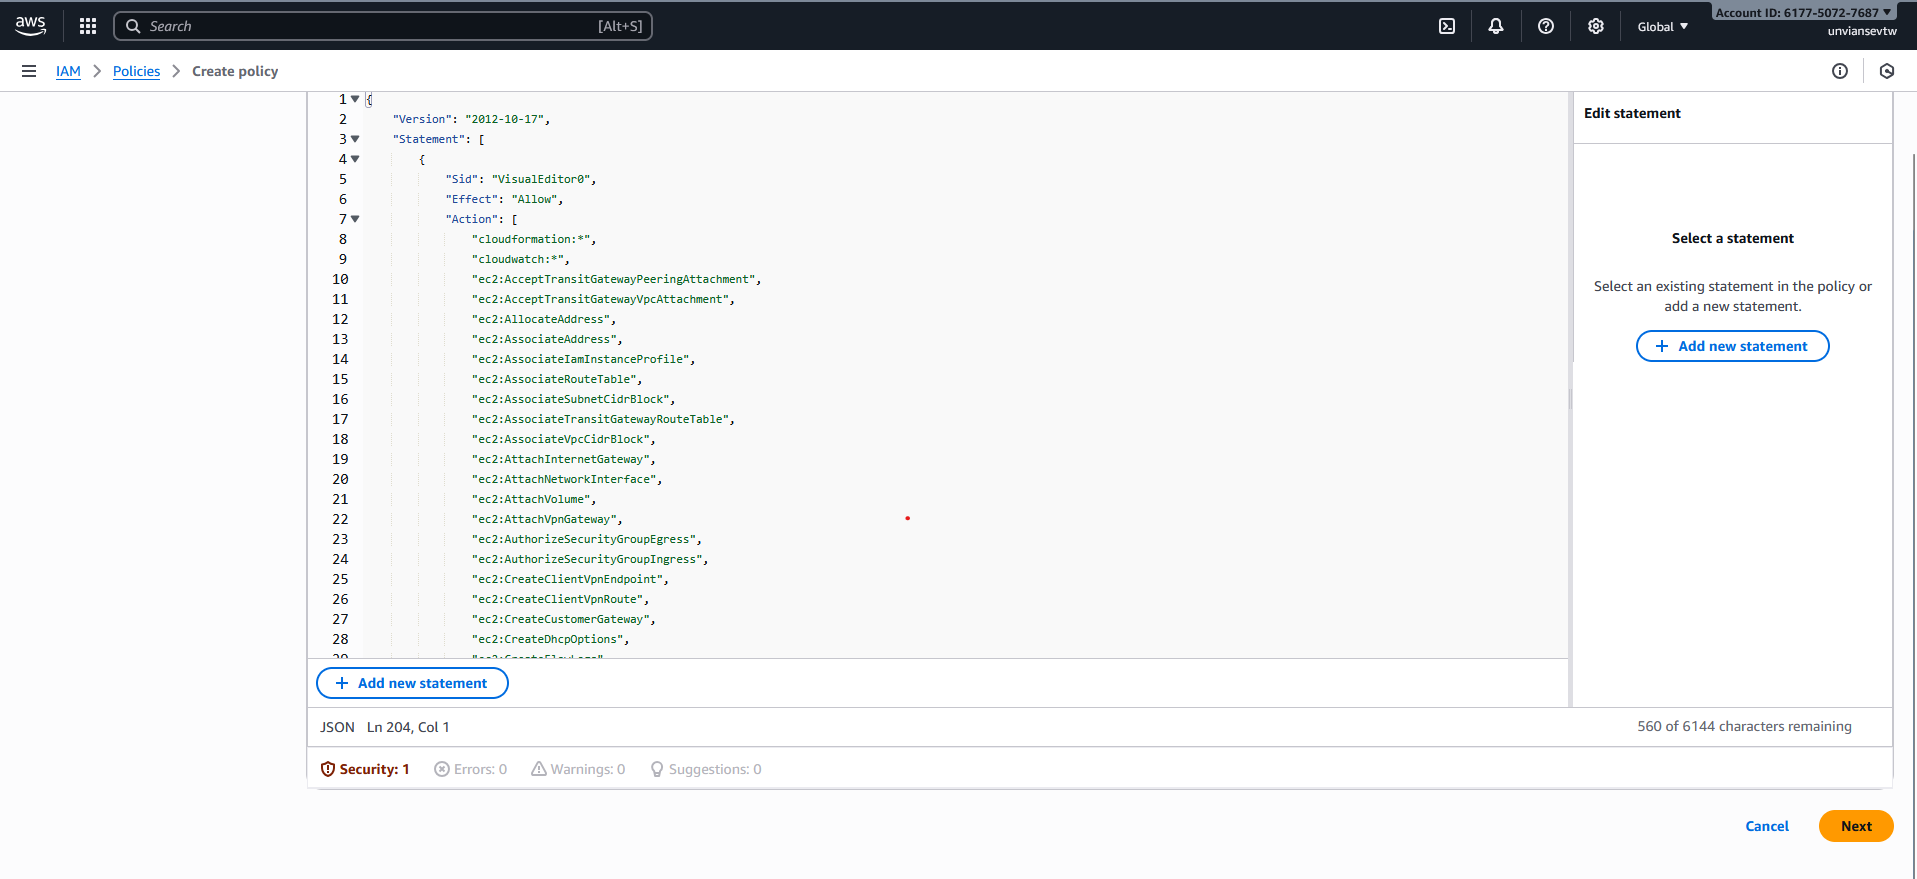 aws
Search
[Alt+S]
Global
Account ID: 6177-5072-7687
unviansevtw
IAM
Policies
Create policy
1 {
2 "Version": "2012-10-17",
3 "Statement": [
4 {
5 "Sid": "VisualEditor0",
6 "Effect": "Allow",
7 "Action": [
8 "cloudformation:*",
9 "cloudwatch:*",
10 "ec2:AcceptTransitGatewayPeeringAttachment",
11 "ec2:AcceptTransitGatewayVpcAttachment",
12 "ec2:AllocateAddress",
13 "ec2:AssociateAddress",
14 "ec2:AssociateIamInstanceProfile",
15 "ec2:AssociateRouteTable",
16 "ec2:AssociateSubnetCidrBlock",
17 "ec2:AssociateTransitGatewayRouteTable",
18 "ec2:AssociateVpcCidrBlock",
19 "ec2:AttachInternetGateway",
20 "ec2:AttachNetworkInterface",
21 "ec2:AttachVolume",
22 "ec2:AttachVpnGateway",
23 "ec2:AuthorizeSecurityGroupEgress",
24 "ec2:AuthorizeSecurityGroupIngress",
25 "ec2:CreateClientVpnEndpoint",
26 "ec2:CreateClientVpnRoute",
27 "ec2:CreateCustomerGateway",
28 "ec2:CreateDhcpOptions",
Edit statement
Select a statement
Select an existing statement in the policy or
add a new statement.
+ Add new statement
+ Add new statement
JSON Ln 204, Col 1
560 of 6144 characters remaining
Security: 1
Errors: 0
Warnings: 0
Suggestions: 0
Cancel
Next